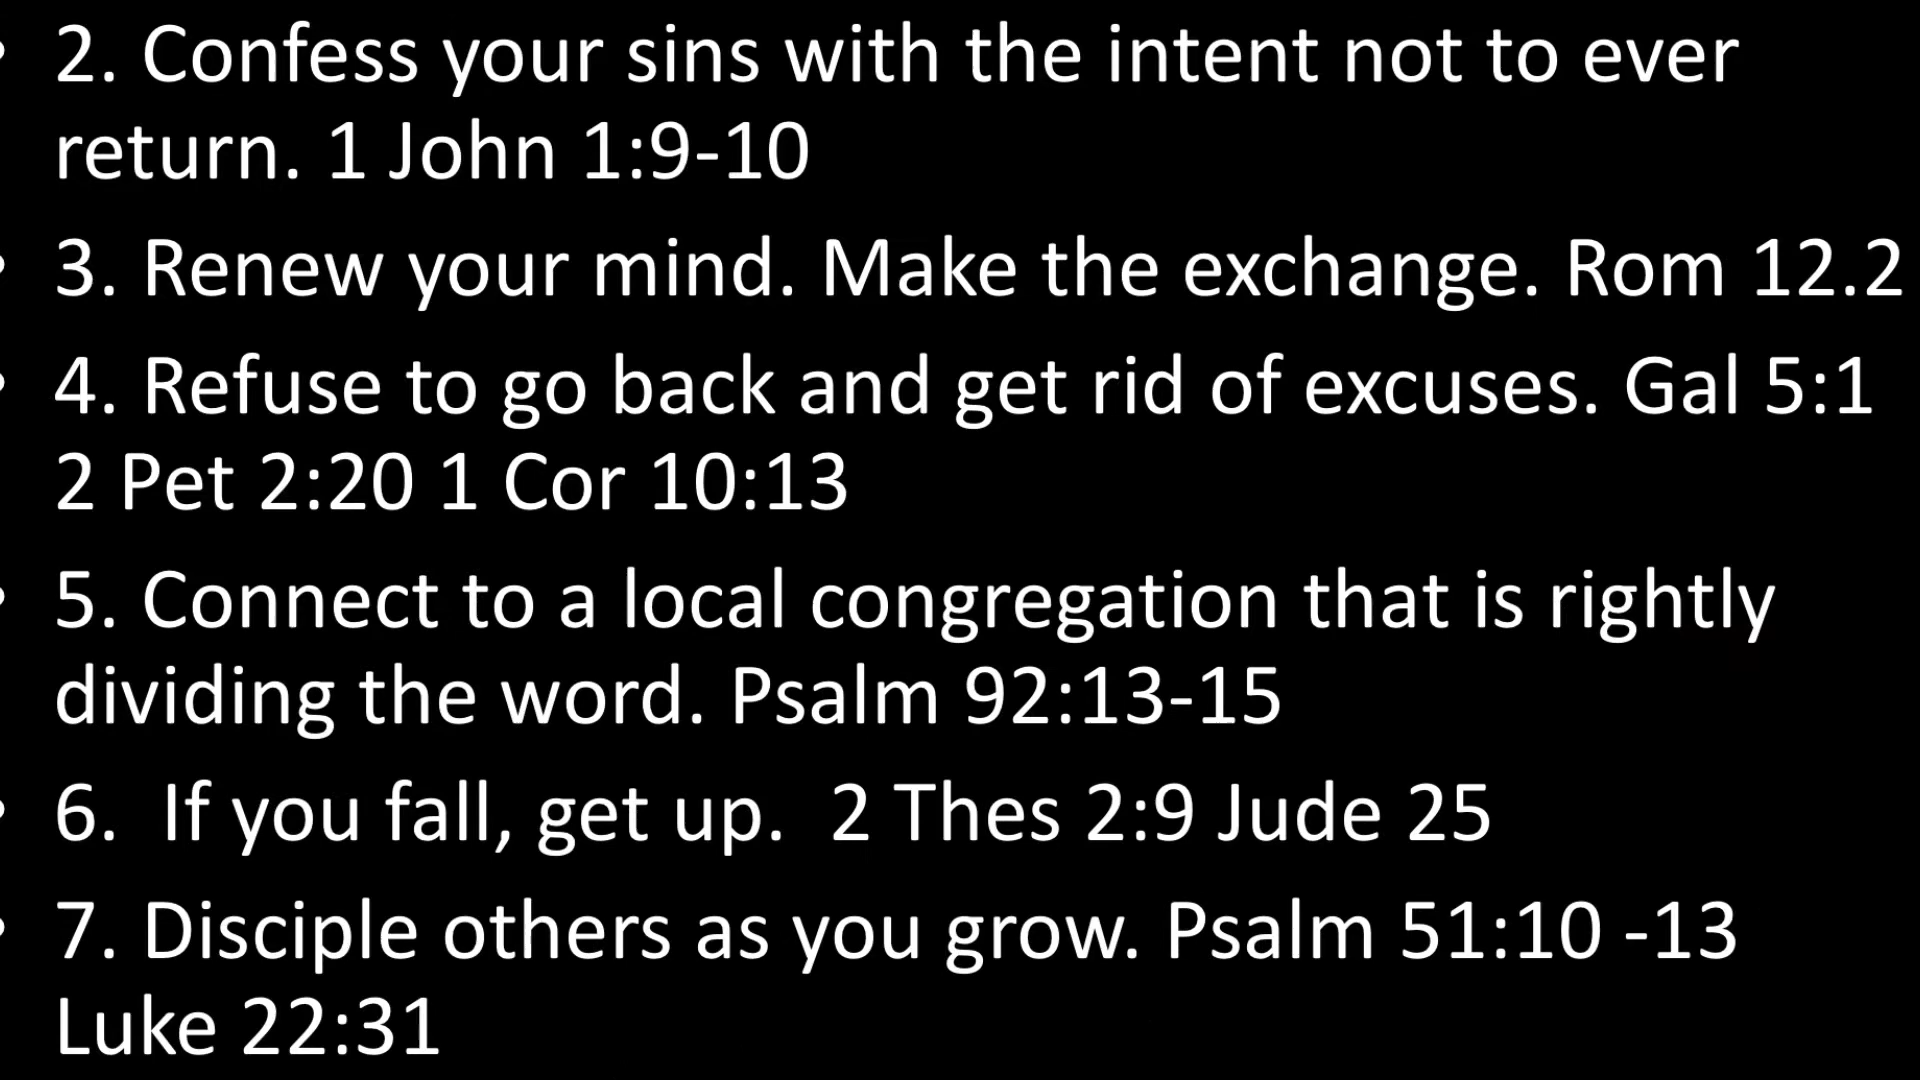 • 2. Confess your sins with the intent not to ever
return. 1 John 1:9-10
• 3. Renew your mind. Make the exchange. Rom 12.2
• 4. Refuse to go back and get rid of excuses. Gal 5:1
2 Pet 2:20 1 Cor 10:13
• 5. Connect to a local congregation that is rightly
dividing the word. Psalm 92:13-15
• 6.  If you fall, get up.  2 Thes 2:9 Jude 25
• 7. Disciple others as you grow. Psalm 51:10 -13
Luke 22:31